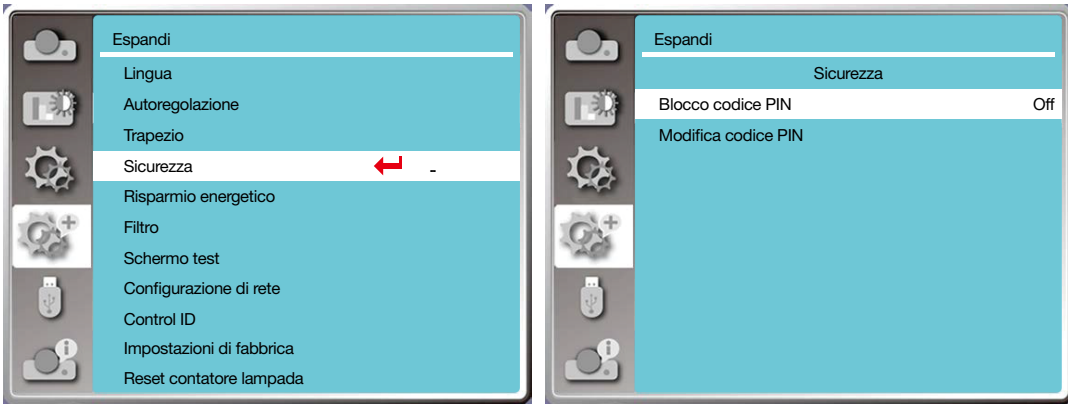 Espandi
Lingua
Autoregolazione
Trapezio
Sicurezza -
Risparmio energetico
Filtro
Schermo test
Configurazione di rete
Control ID
Impostazioni di fabbrica
Reset contatore lampada
Espandi
Sicurezza
Blocco codice PIN Off
Modifica codice PIN